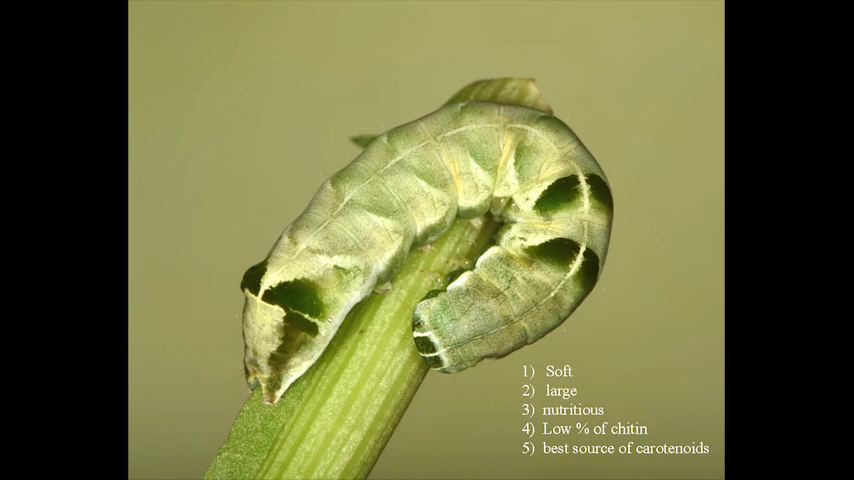 1) Soft
2) large
3) nutritious
4) Low % of chitin
5) best source of carotenoids